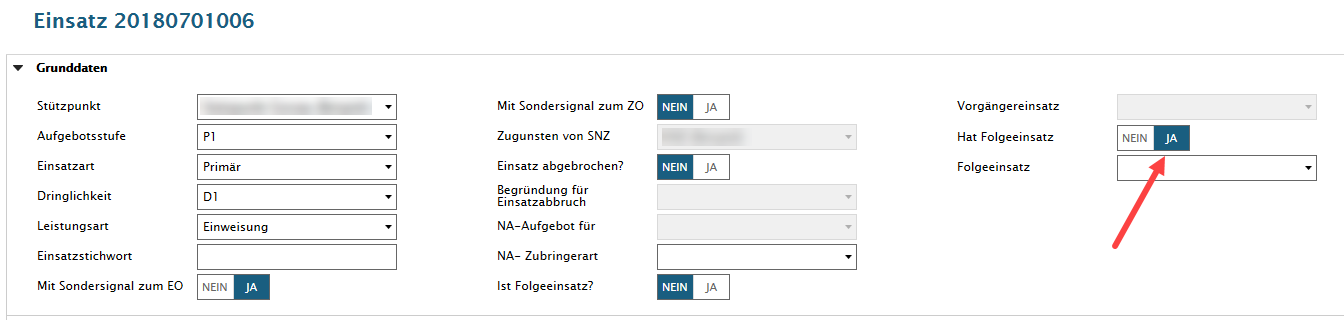 Einsatz 20180701006
Grunddaten
Stützpunkt
Aufgebotsstufe P1
Einsatzart Primär
Dringlichkeit D1
Leistungsart Einweisung
Einsatzstichwort
Mit Sondersignal zum EO NEIN JA
Mit Sondersignal zum ZO NEIN JA
Zugunsten von SNZ
Einsatz abgebrochen? NEIN JA
Begründung für
Einsatzabbruch
NA-Aufgebot für
NA- Zubringerart
Ist Folgeeinsatz? NEIN JA
Vorgängereinsatz
Hat Folgeeinsatz NEIN JA
Folgeeinsatz